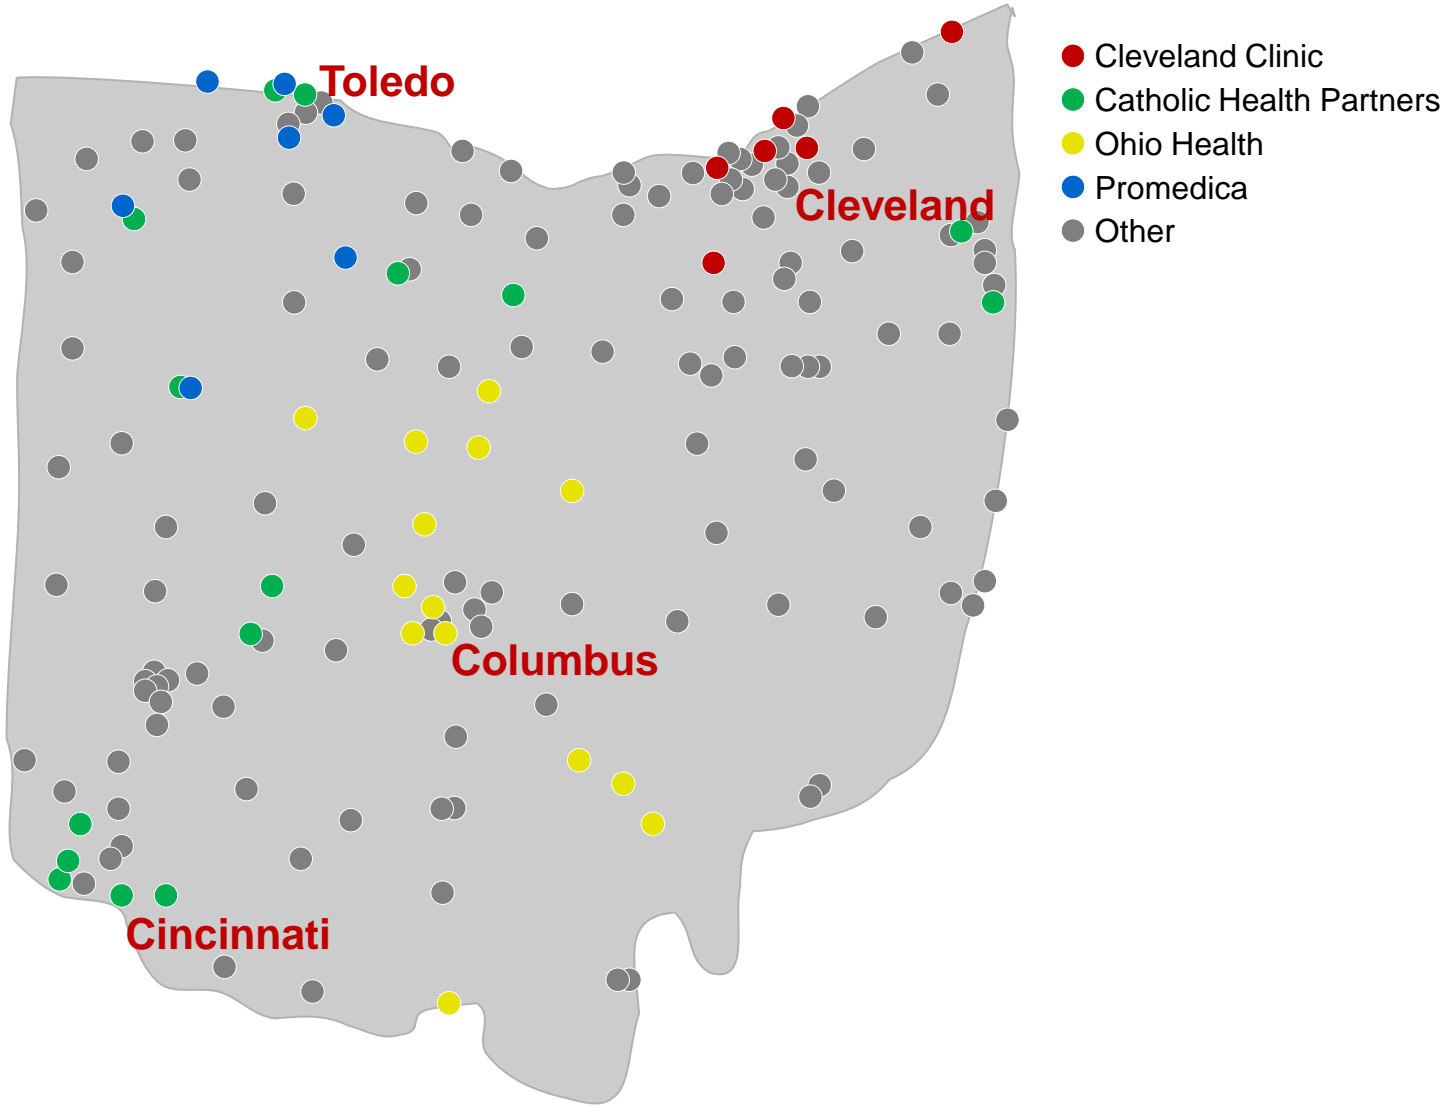 Toledo
Cleveland Clinic
Catholic Health Partners
Ohio Health
Promedica
Other
Cleveland
Columbus
Cincinnati